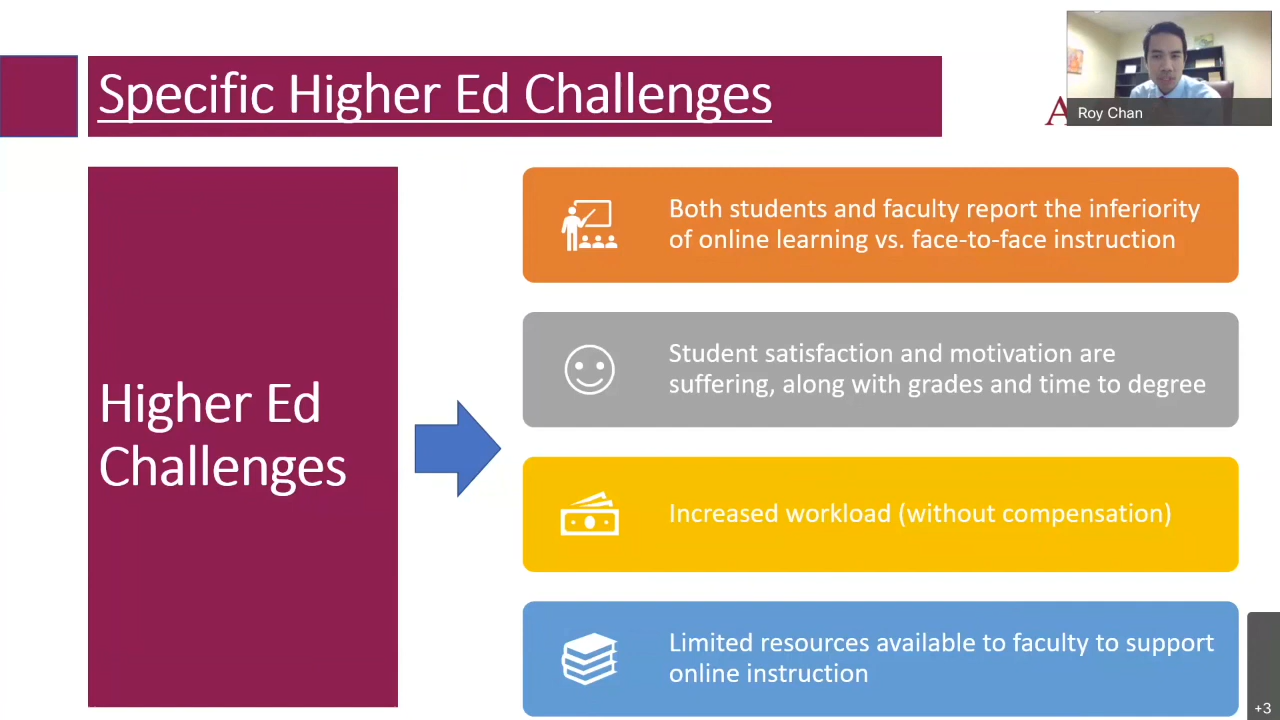 Specific Higher Ed Challenges
A
Roy Chan
Higher Ed
Challenges
Both students and faculty report the inferiority
of online learning vs. face-to-face instruction
Student satisfaction and motivation are
suffering, along with grades and time to degree
Increased workload (without compensation)
Limited resources available to faculty to support
online instruction
+3